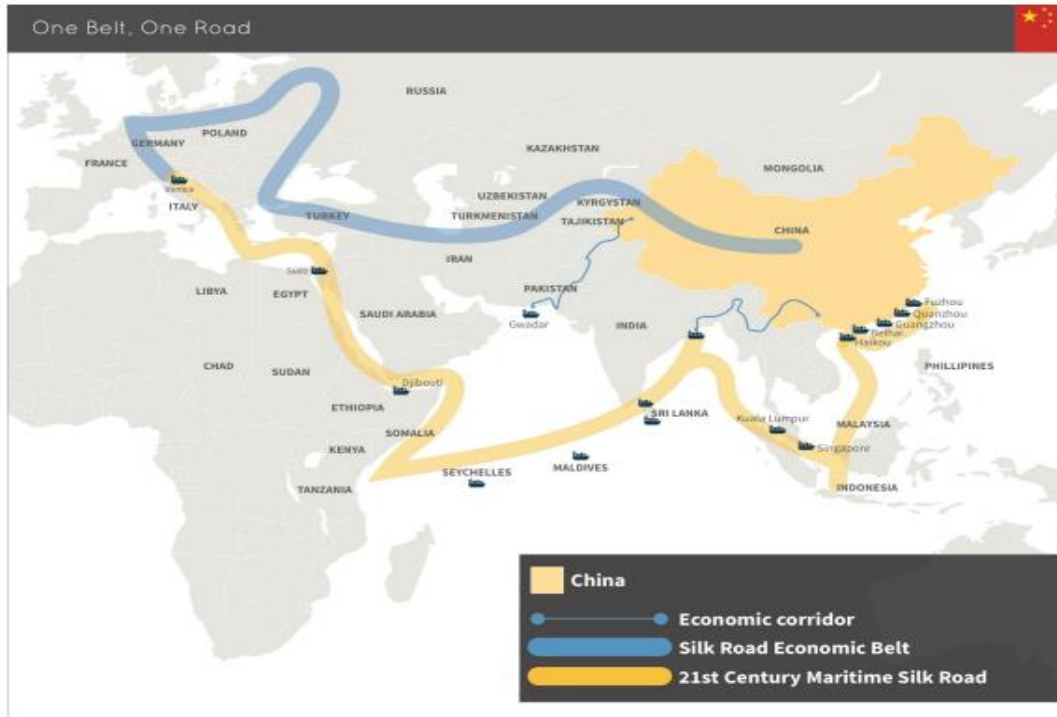 One Belt, One Road
RUSSIA
POLAND
GERMANY
FRANCE
KAZAKHSTAN
MONGOLIA
Venice
ITALY
UZBEKISTAN
KYRGYSTAN
TURKEY
TURKMENISTAN
TAJIKISTAN
CHINA
IRAN
Suez
LIBYA
EGYPT
PAKISTAN
SAUDI ARABIA
Gwadar
INDIA
Fuzhou
Quanzhou
Guangzhou
Beihai
Haikou
CHAD
SUDAN
Djibouti
PHILLIPINES
ETHIOPIA
SRI LANKA
Kuala Lumpur
MALAYSIA
SOMALIA
KENYA
Singapore
SEYCHELLES
MALDIVES
TANZANIA
INDONESIA
China
Economic corridor
Silk Road Economic Belt
21st Century Maritime Silk Road